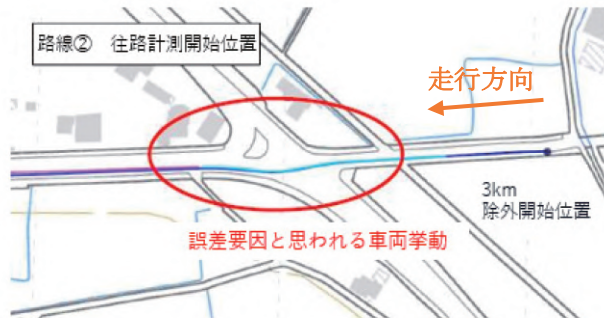 路線② 往路計測開始位置
走行方向
3km
除外開始位置
誤差要因と思われる車両挙動